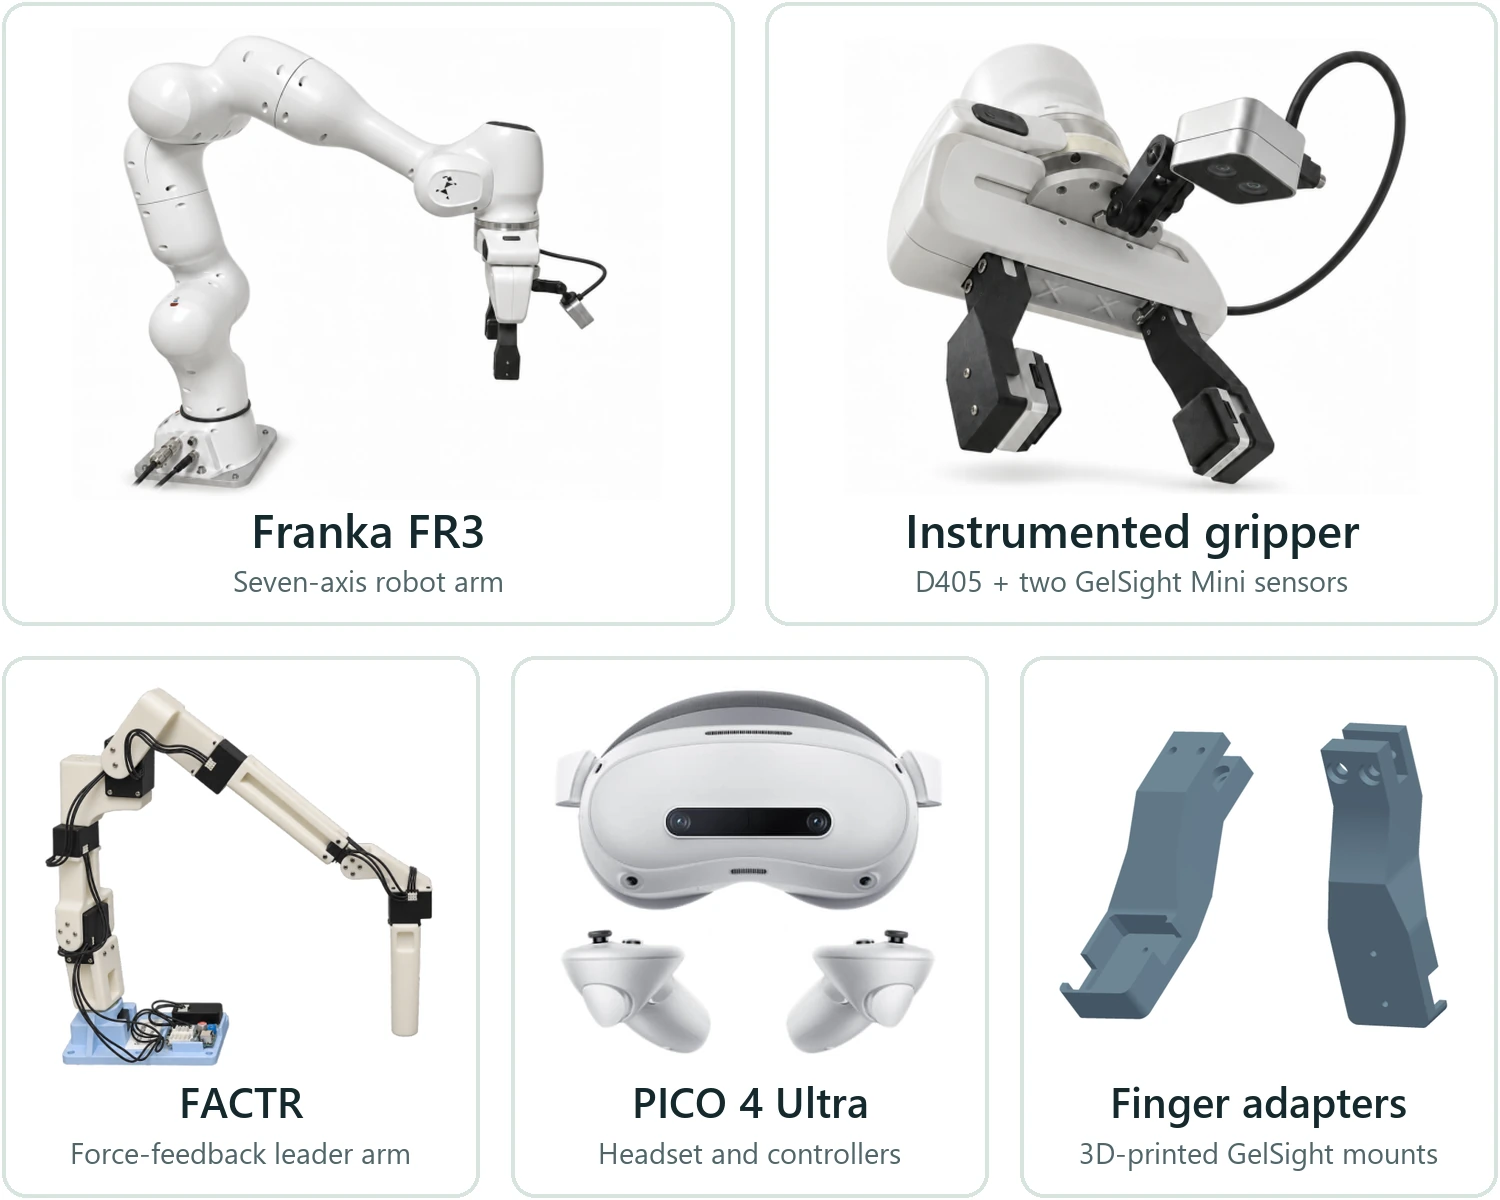 Franka FR3
Seven-axis robot arm
Instrumented gripper
D405 + two GelSight Mini sensors
FACTR
Force-feedback leader arm
PICO 4 Ultra
Headset and controllers
Finger adapters
3D-printed GelSight mounts